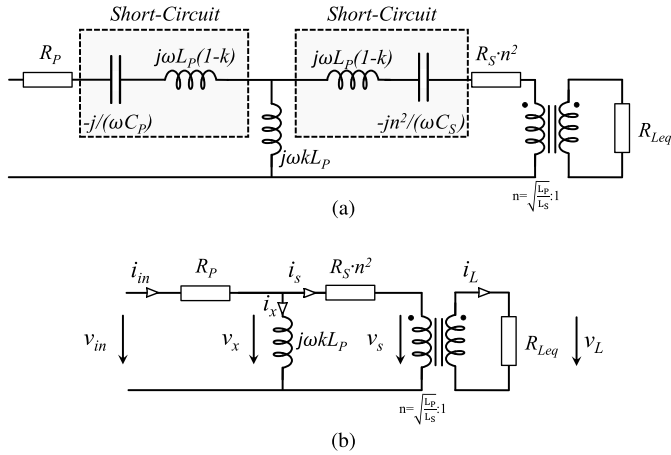 Short-Circuit Short-Circuit
R_P jωL_P(1-k) jωL_P(1-k) R_S·n²
-j/(ωC_P) -jn²/(ωC_S) R_Leq
jωkL_P
n=√(L_P/L_S):1
(a)
i_in R_P i_s R_S·n² i_L
i_x
v_in v_x jωkL_P v_s R_Leq v_L
n=√(L_P/L_S):1
(b)